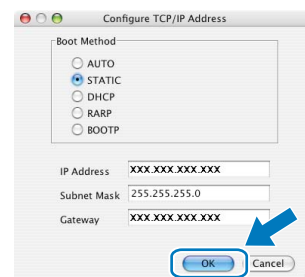 Configure TCP/IP Address
Boot Method
AUTO
STATIC
DHCP
RARP
BOOTP
IP Address XXX.XXX.XXX.XXX
Subnet Mask 255.255.255.0
Gateway XXX.XXX.XXX.XXX
OK Cancel